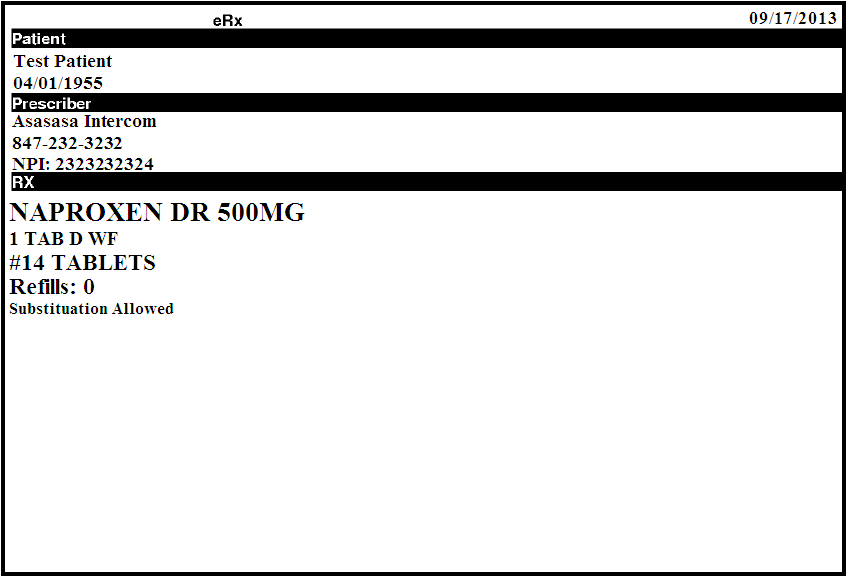 eRx 09/17/2013
Patient
Test Patient
04/01/1955
Prescriber
Asasasa Intercom
847-232-3232
NPI: 2323232324
RX
NAPROXEN DR 500MG
1 TAB D WF
#14 TABLETS
Refills: 0
Substituation Allowed